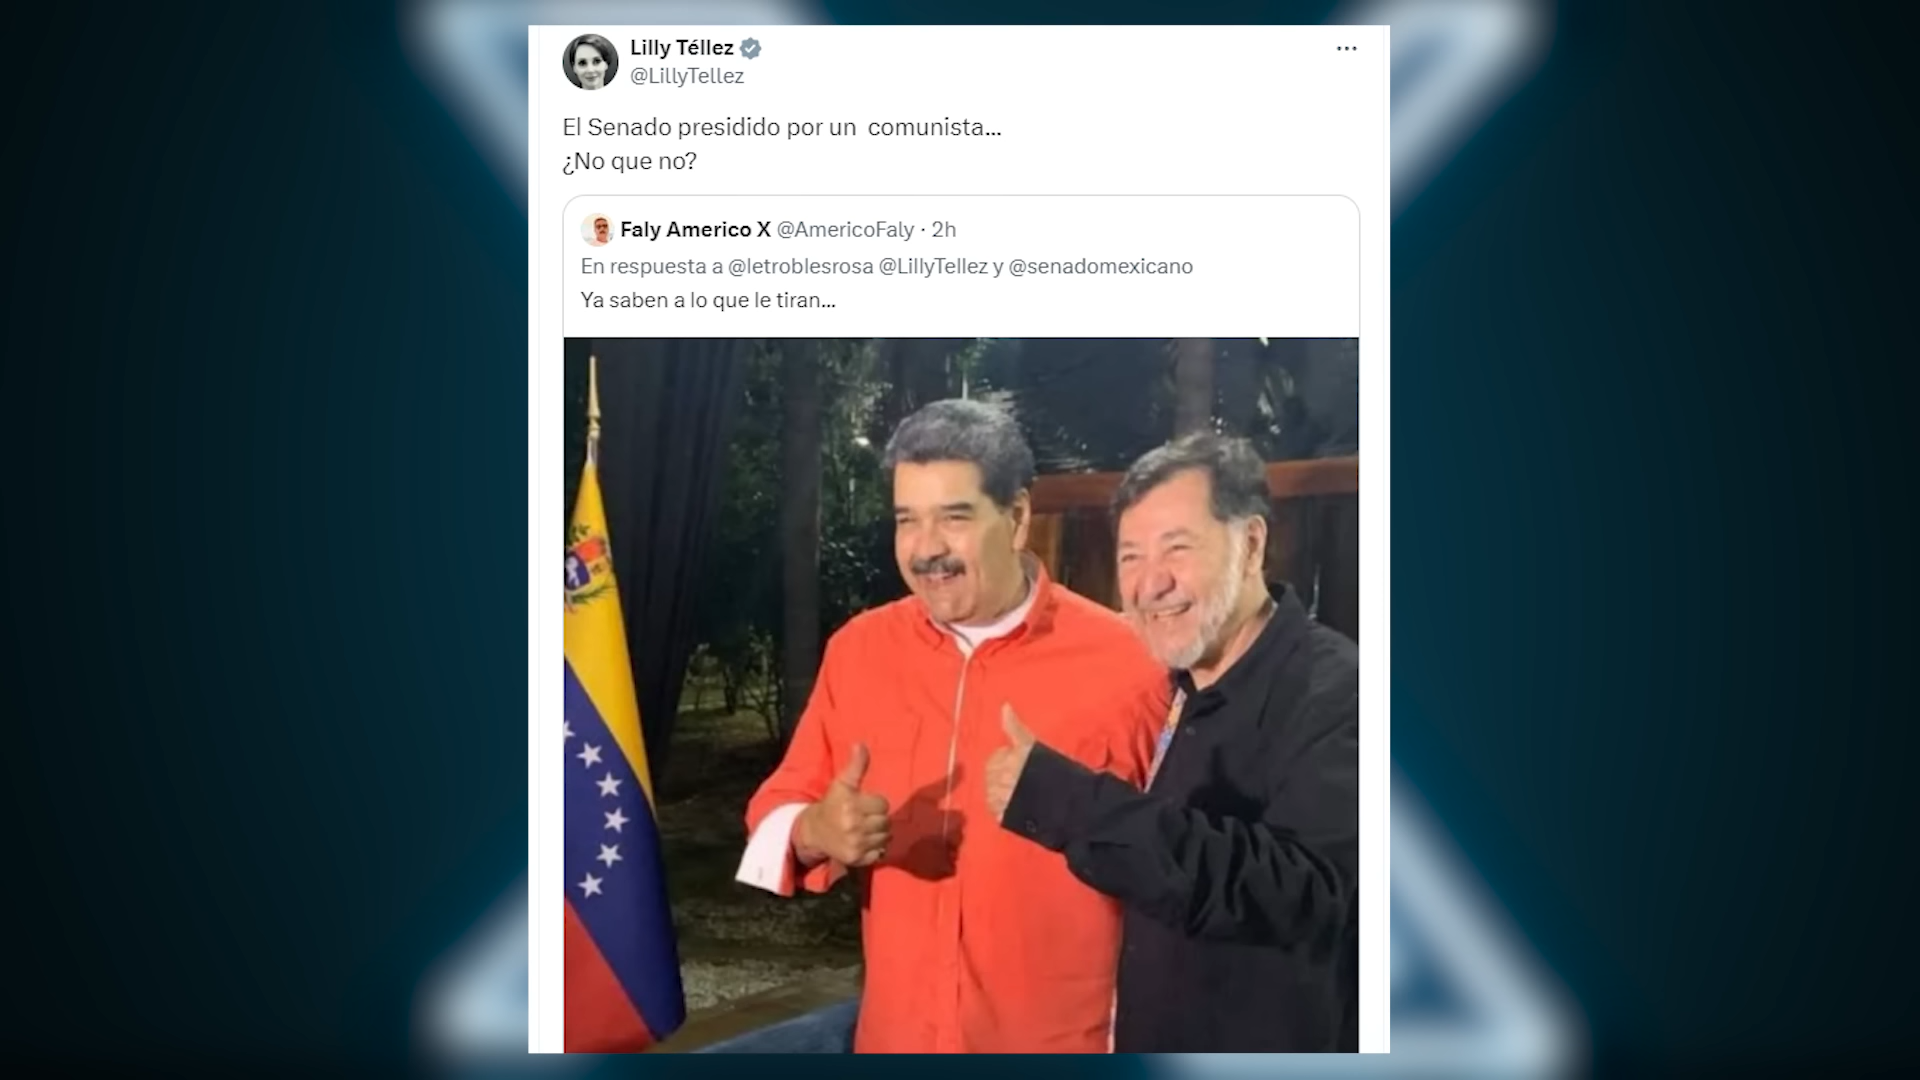 Lilly Téllez
@LillyTellez
El Senado presidido por un comunista...
¿No que no?
Faly Americo X @AmericoFaly · 2h
En respuesta a @letroblesrosa @LillyTellez y @senadomexicano
Ya saben a lo que le tiran...